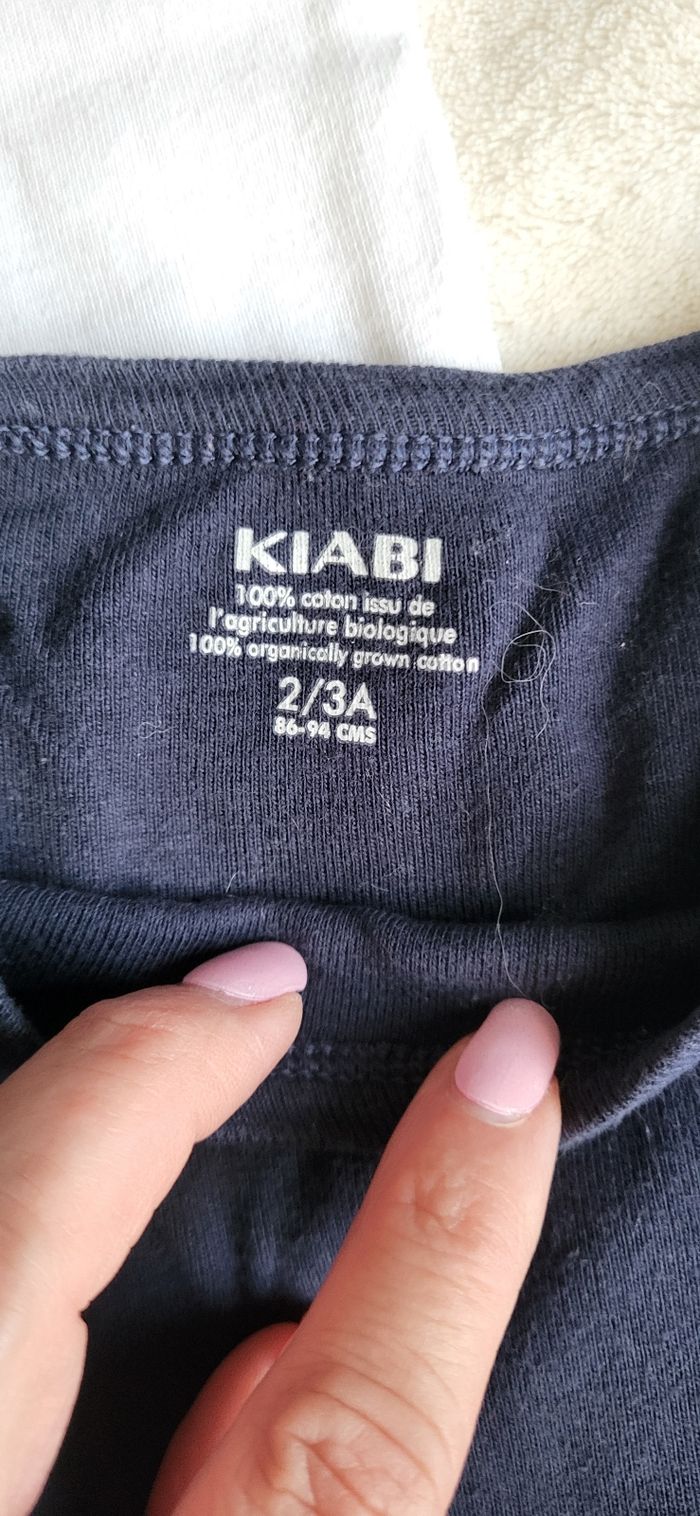 KIABI
100% coton issu de
l'agriculture biologique
100% organically grown cotton
2/3A
86-94 CMS